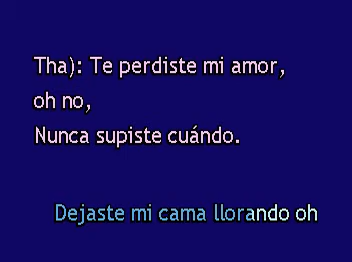 Tha): Te perdiste mi amor,
oh no,
Nunca supiste cuándo.
Dejaste mi cama llorando oh